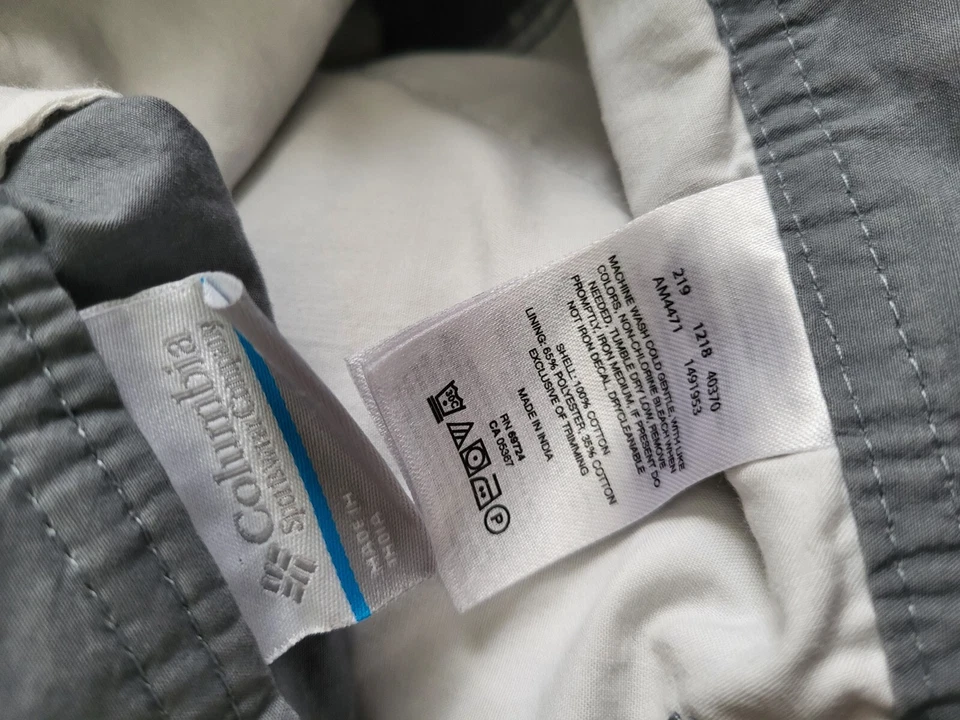 Columbia
Sportswear Company
MADE IN
INDIA
219 1218 40370
AM4471 1491953
MACHINE WASH COLD GENTLE, WITH LIKE
COLORS, NON-CHLORINE BLEACH WHEN
NEEDED, TUMBLE DRY LOW, REMOVE
PROMPTLY, IRON MEDIUM, IF PRESENT DO
NOT IRON DECAL, DRYCLEANABLE
SHELL: 100% COTTON
LINING: 65% POLYESTER, 35% COTTON
EXCLUSIVE OF TRIMMING
MADE IN INDIA
RN 69724
CA 05367
30C
P